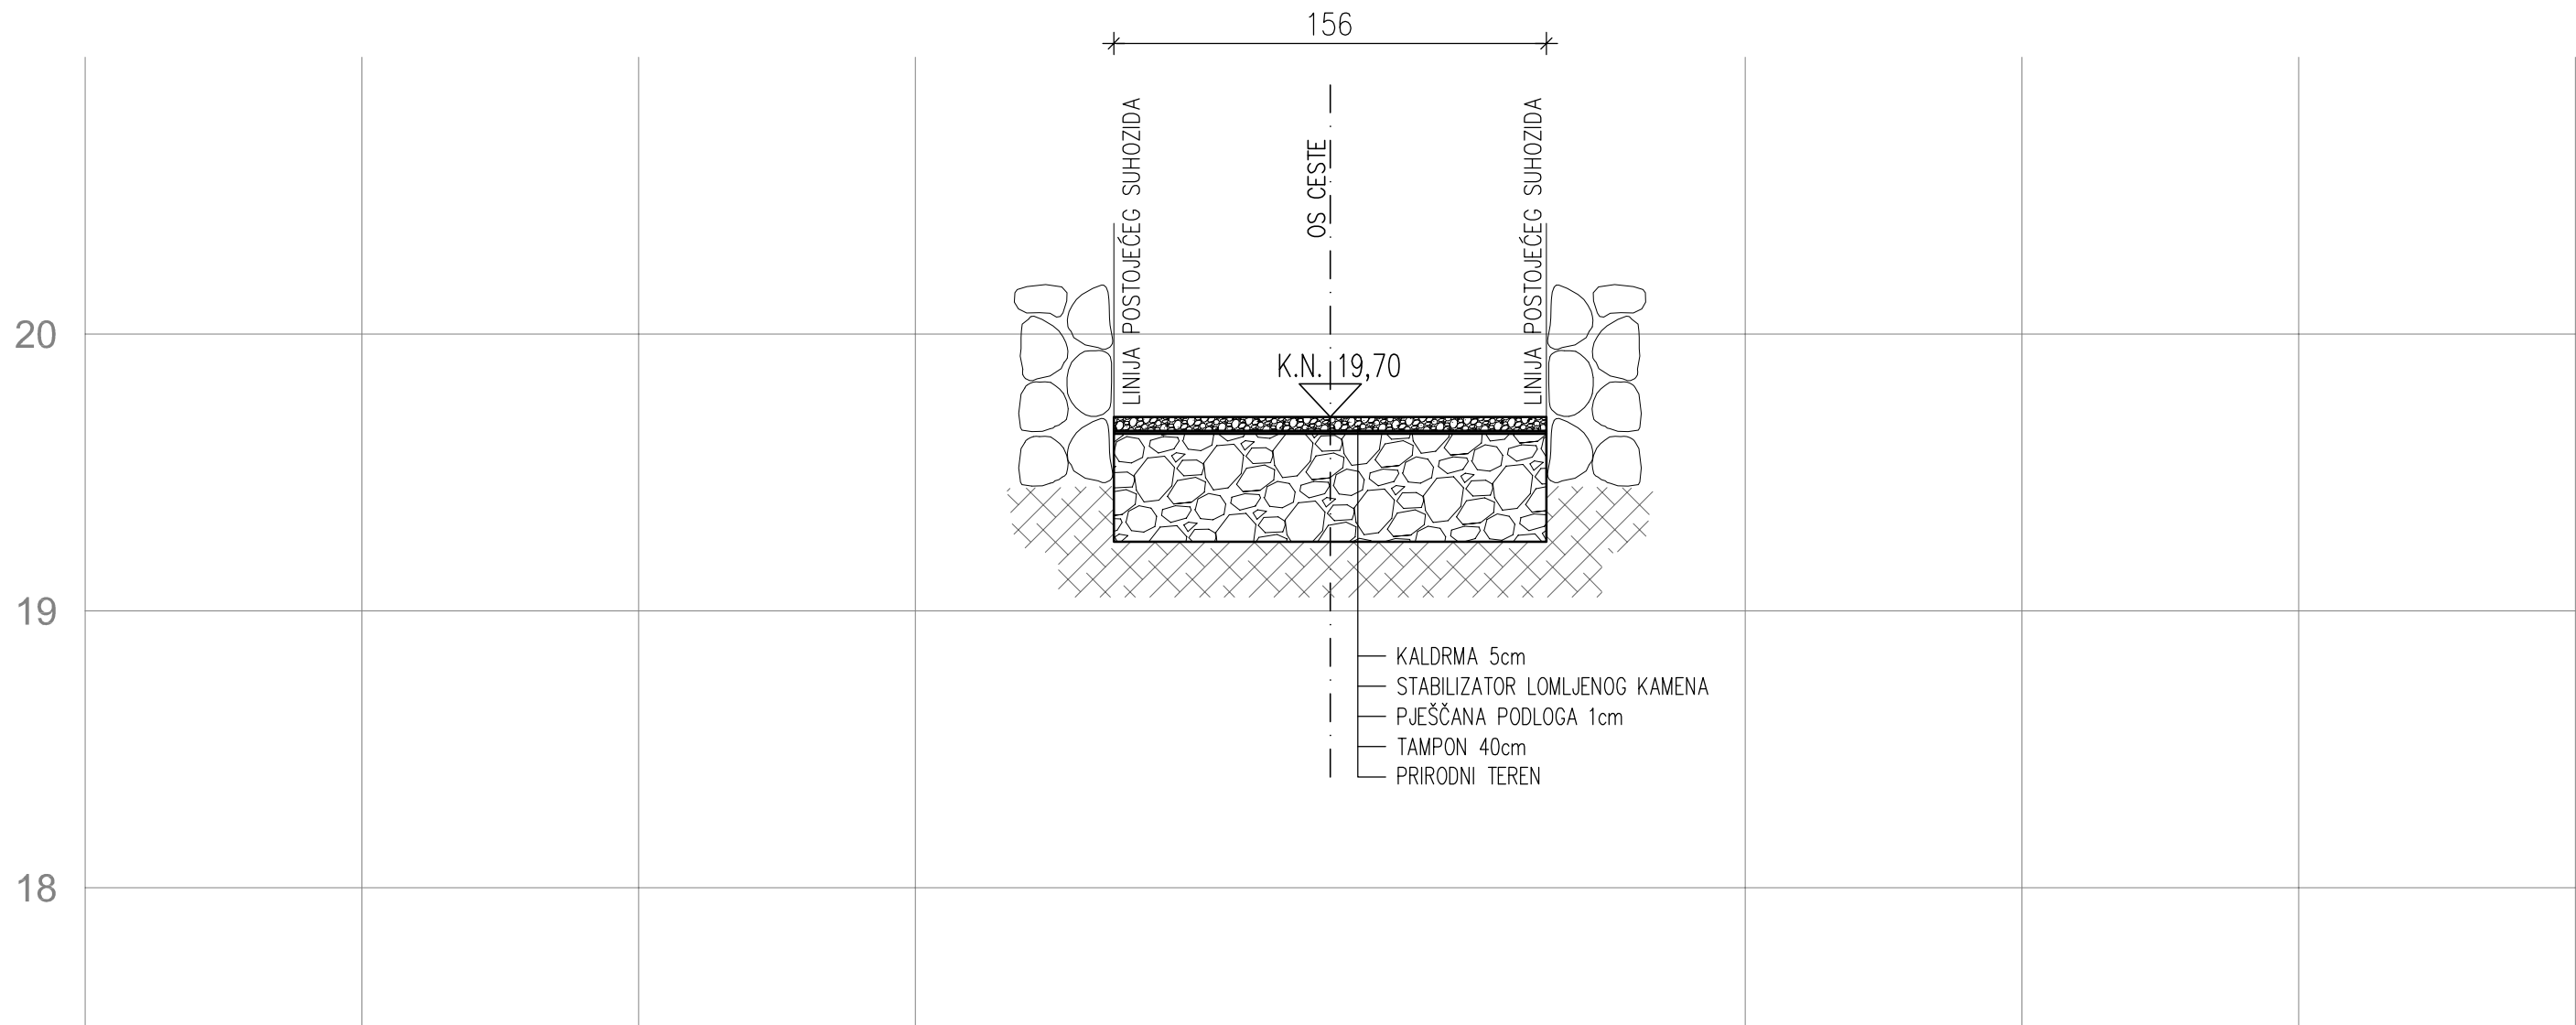 156
LINIJA POSTOJEĆEG SUHOZIDA
OS CESTE
LINIJA POSTOJEĆEG SUHOZIDA
20
K.N. 19,70
19
KALDRMA 5cm
STABILIZATOR LOMLJENOG KAMENA
PJEŠČANA PODLOGA 1cm
TAMPON 40cm
PRIRODNI TEREN
18